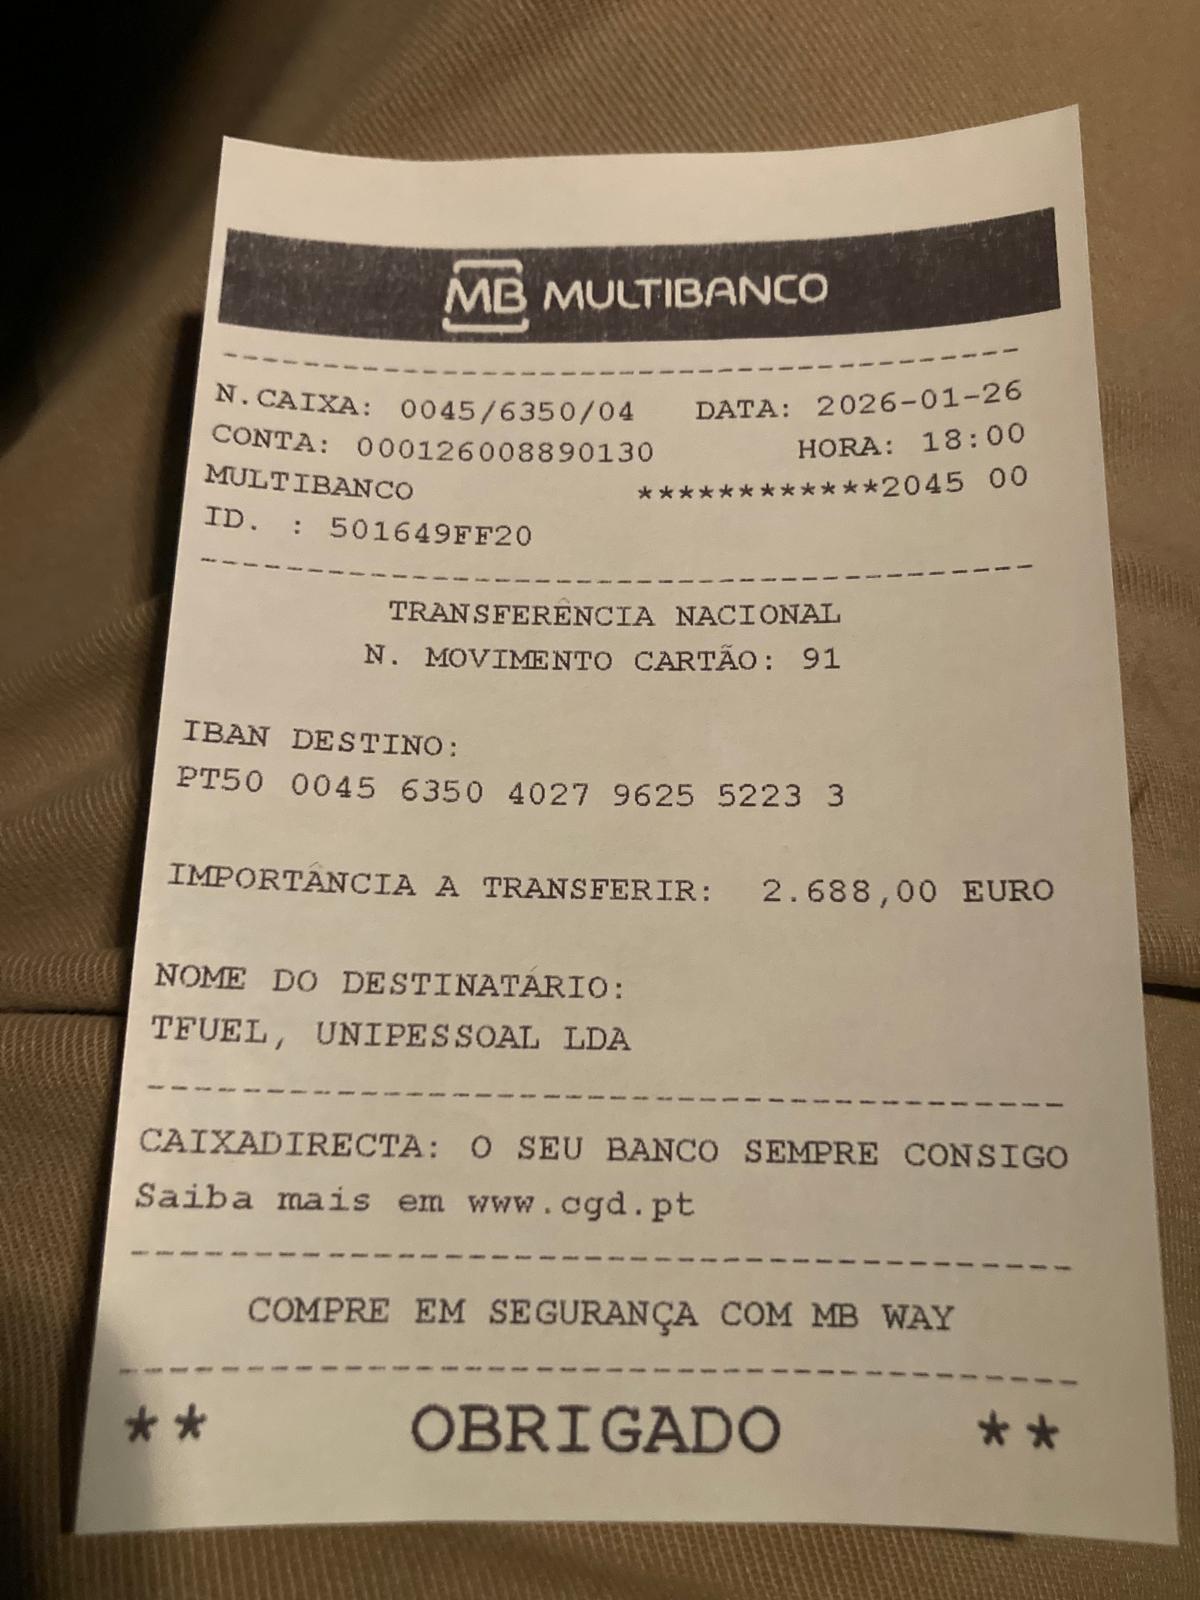 MB MULTIBANCO
N.CAIXA: 0045/6350/04 DATA: 2026-01-26
CONTA: 000126008890130 HORA: 18:00
MULTIBANCO ************2045 00
ID. : 501649FF20
TRANSFERÊNCIA NACIONAL
N. MOVIMENTO CARTÃO: 91
IBAN DESTINO:
PT50 0045 6350 4027 9625 5223 3
IMPORTÂNCIA A TRANSFERIR: 2.688,00 EURO
NOME DO DESTINATÁRIO:
TFUEL, UNIPESSOAL LDA
CAIXADIRECTA: O SEU BANCO SEMPRE CONSIGO
Saiba mais em www.cgd.pt
COMPRE EM SEGURANÇA COM MB WAY
** OBRIGADO **